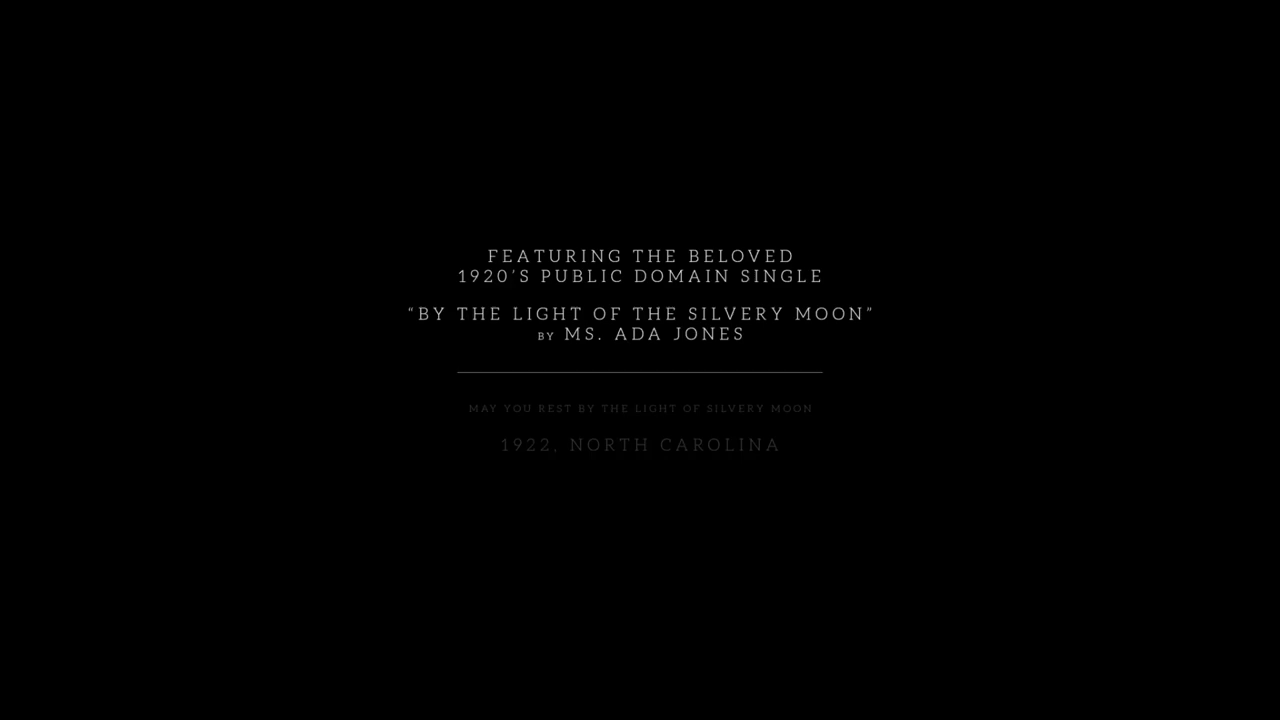 FEATURING THE BELOVED
1920'S PUBLIC DOMAIN SINGLE
"BY THE LIGHT OF THE SILVERY MOON"
BY MS. ADA JONES
MAY YOU REST BY THE LIGHT OF SILVERY MOON
1922, NORTH CAROLINA